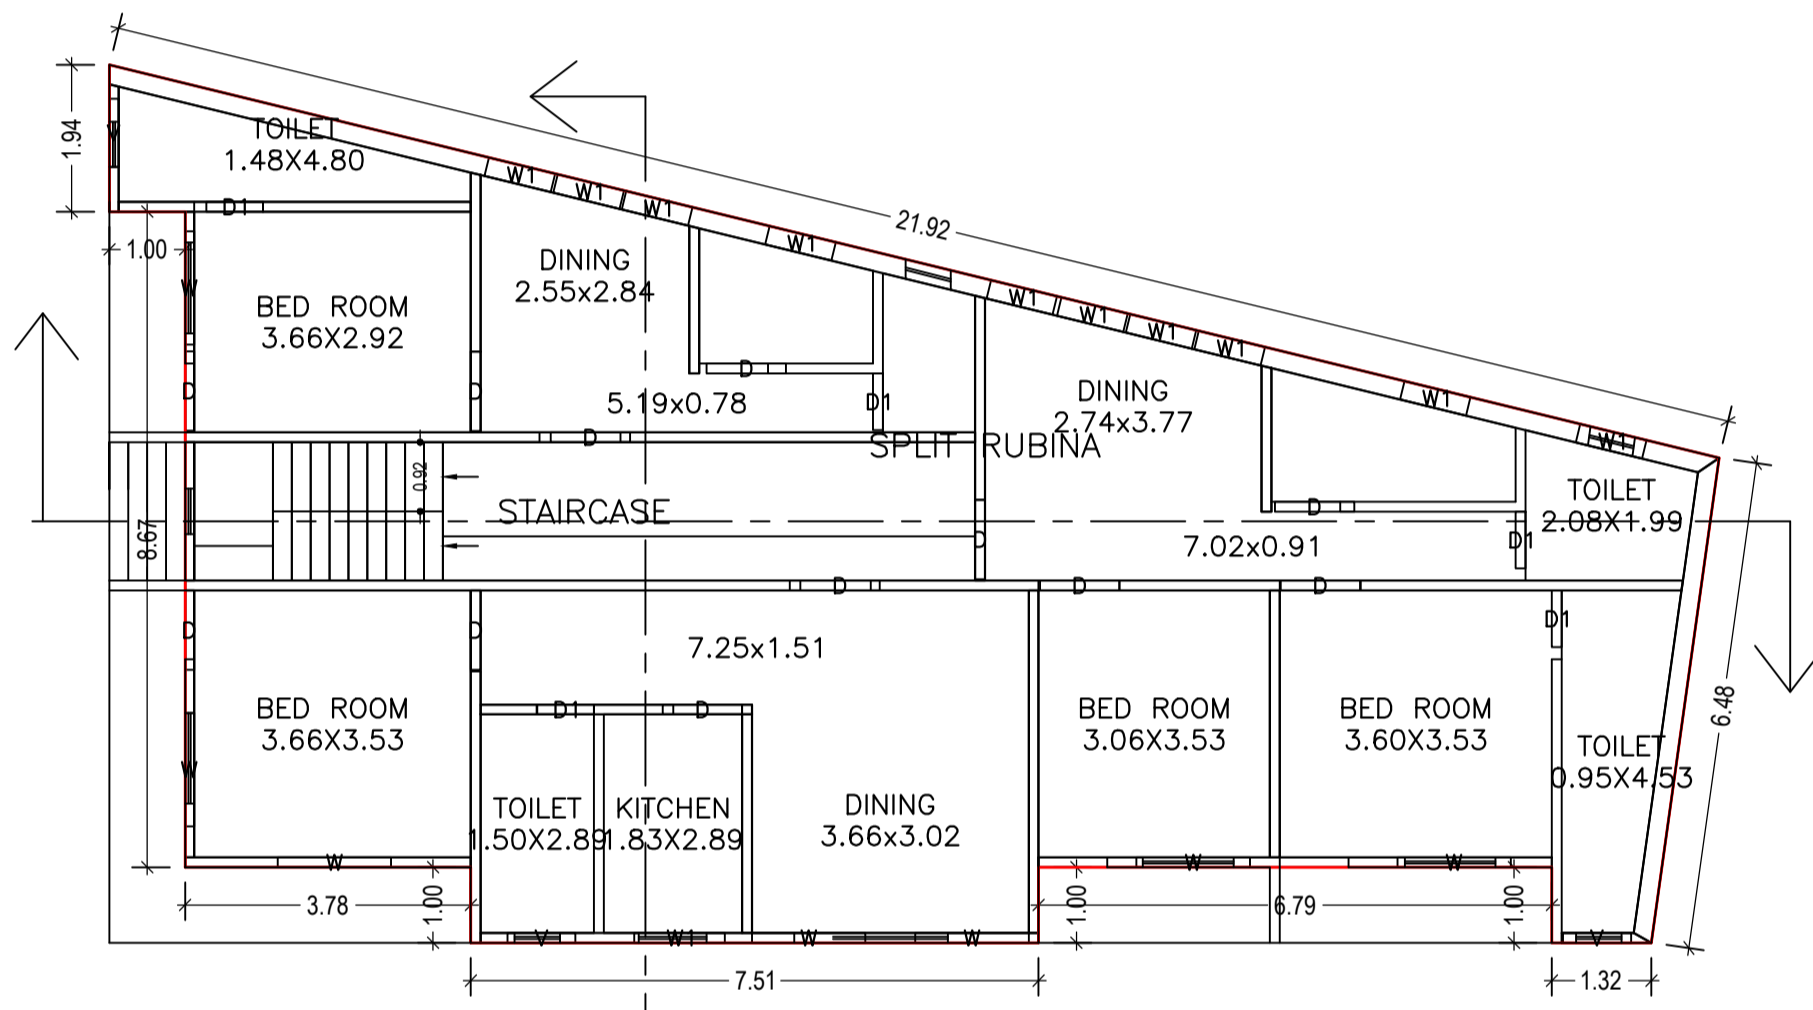 1.94
TOILET
1.48X4.80
D1
W1
W1
W1
W1
21.92
1.00
W
BED ROOM
3.66X2.92
DINING
2.55x2.84
W1
W1
W1
W1
D
D
D
5.19x0.78
D1
DINING
2.74x3.77
W1
W1
D
SPLIT RUBINA
0.92
STAIRCASE
8.67
D
D
7.02x0.91
D1
TOILET
2.08X1.99
D
D
D
D
D
7.25x1.51
D1
BED ROOM
3.66X3.53
D1
D
BED ROOM
3.06X3.53
BED ROOM
3.60X3.53
6.48
TOILET
0.95X4.53
W
TOILET
1.50X2.89
KITCHEN
1.83X2.89
DINING
3.66x3.02
W
W
W
3.78
1.00
1.00
6.79
1.00
V
W1
W
W
V
7.51
1.32